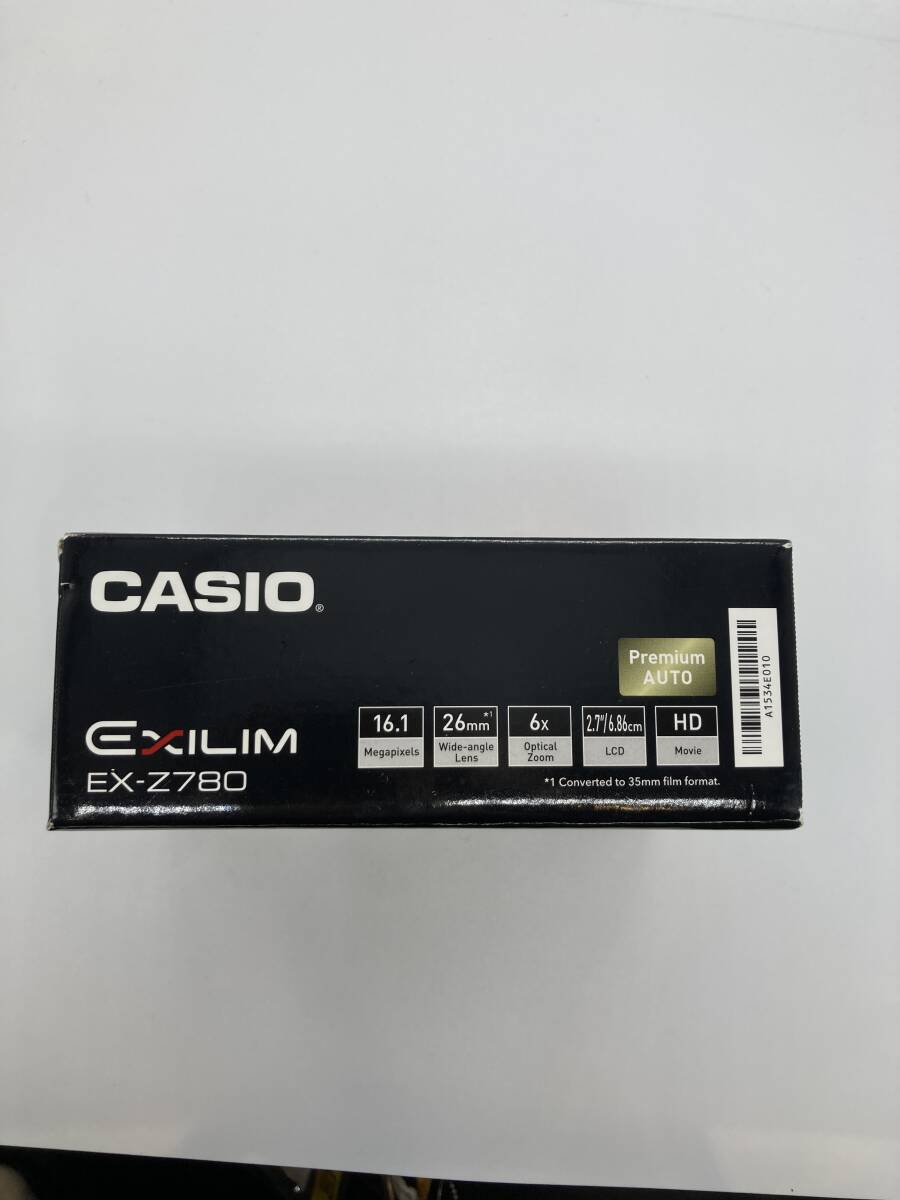 CASIO®
Premium
AUTO
A1534E010
EXILIM
EX-Z780
16.1
Megapixels
26mm*1
Wide-angle
Lens
6x
Optical
Zoom
2.7"/6.86cm
LCD
HD
Movie
*1 Converted to 35mm film format.